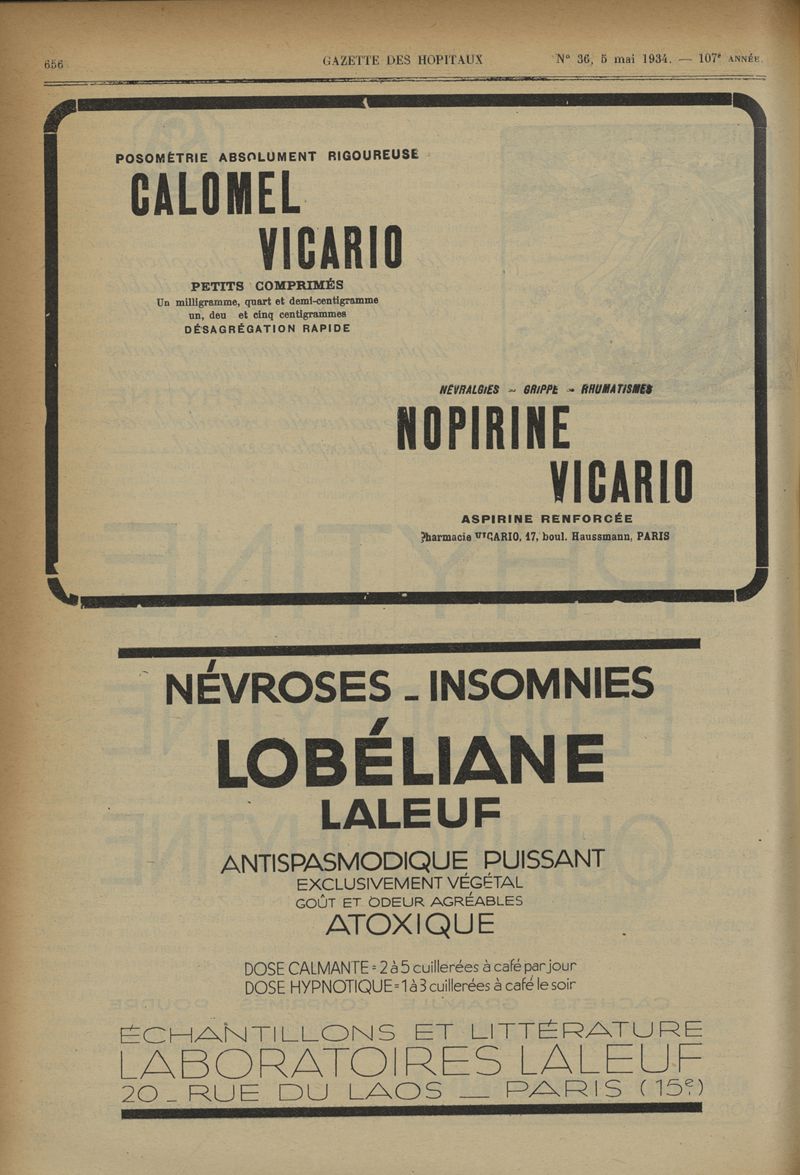 656
GAZETTE DES HOPITAUX
N° 36, 5 mai 1934. — 107e ANNÉE.
POSOMÉTRIE ABSOLUMENT RIGOUREUSE
CALOMEL
VICARIO
PETITS COMPRIMÉS
Un milligramme, quart et demi-centigramme
un, deu et cinq centigrammes
DÉSAGRÉGATION RAPIDE
NÉVRALGIES - GRIPPE - RHUMATISMES
NOPIRINE
VICARIO
ASPIRINE RENFORCÉE
Pharmacie VICARIO, 17, boul. Haussmann, PARIS
NÉVROSES - INSOMNIES
LOBÉLIANE
LALEUF
ANTISPASMODIQUE PUISSANT
EXCLUSIVEMENT VÉGÉTAL
GOÛT ET ODEUR AGRÉABLES
ATOXIQUE
DOSE CALMANTE = 2 à 5 cuillerées à café par jour
DOSE HYPNOTIQUE = 1 à 3 cuillerées à café le soir
ÉCHANTILLONS ET LITTÉRATURE
LABORATOIRES LALEUF
20 - RUE DU LAOS — PARIS (15e)